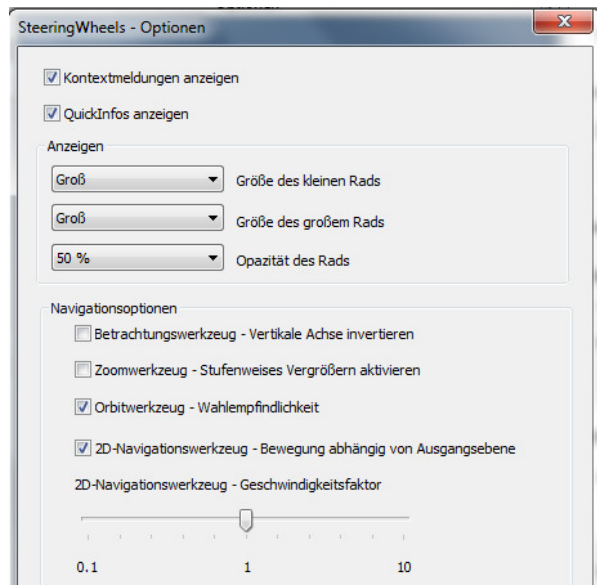 SteeringWheels - Optionen
Kontextmeldungen anzeigen
QuickInfos anzeigen
Anzeigen
Groß Größe des kleinen Rads
Groß Größe des großem Rads
50 % Opazität des Rads
Navigationsoptionen
Betrachtungswerkzeug - Vertikale Achse invertieren
Zoomwerkzeug - Stufenweises Vergrößern aktivieren
Orbitwerkzeug - Wahlempfindlichkeit
2D-Navigationswerkzeug - Bewegung abhängig von Ausgangsebene
2D-Navigationswerkzeug - Geschwindigkeitsfaktor
0.1 1 10